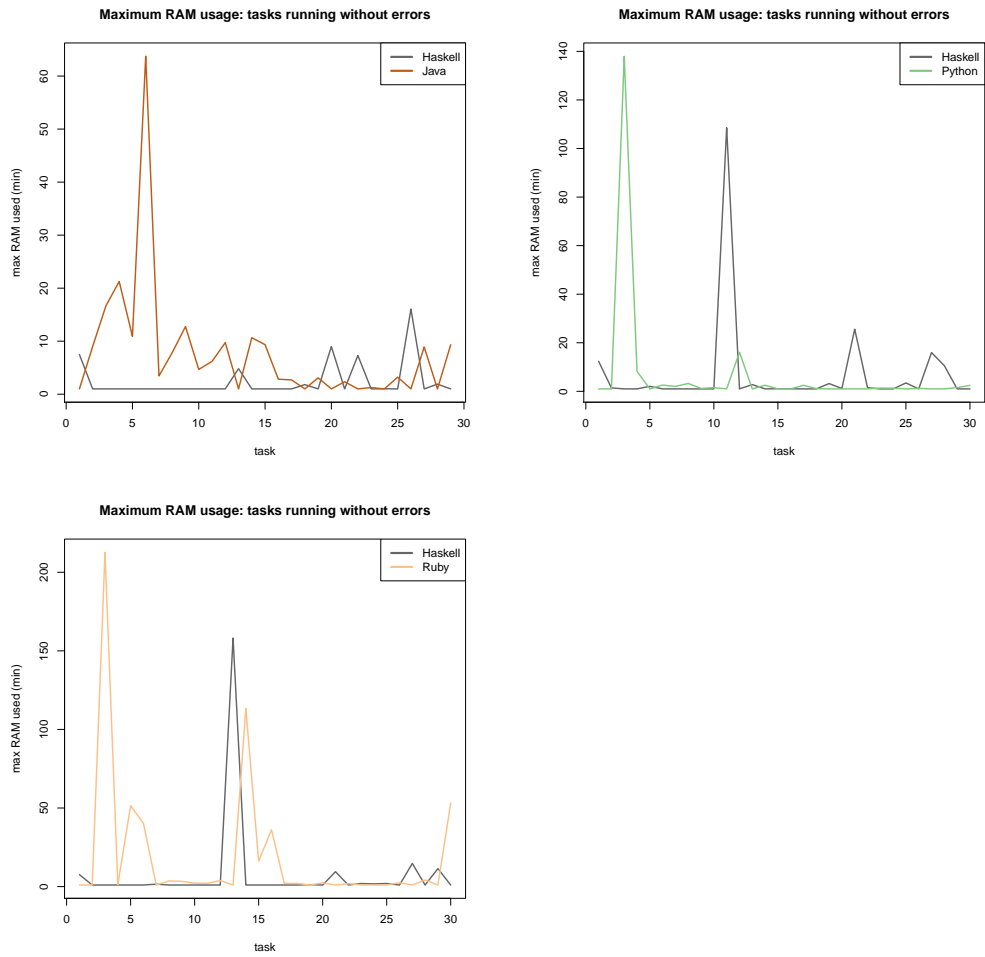 Maximum RAM usage: tasks running without errors
max RAM used (min)
0 10 20 30 40 50 60
Haskell
Java
0 5 10 15 20 25 30
task
Maximum RAM usage: tasks running without errors
max RAM used (min)
0 20 40 60 80 100 120 140
Haskell
Python
0 5 10 15 20 25 30
task
Maximum RAM usage: tasks running without errors
max RAM used (min)
0 50 100 150 200
Haskell
Ruby
0 5 10 15 20 25 30
task